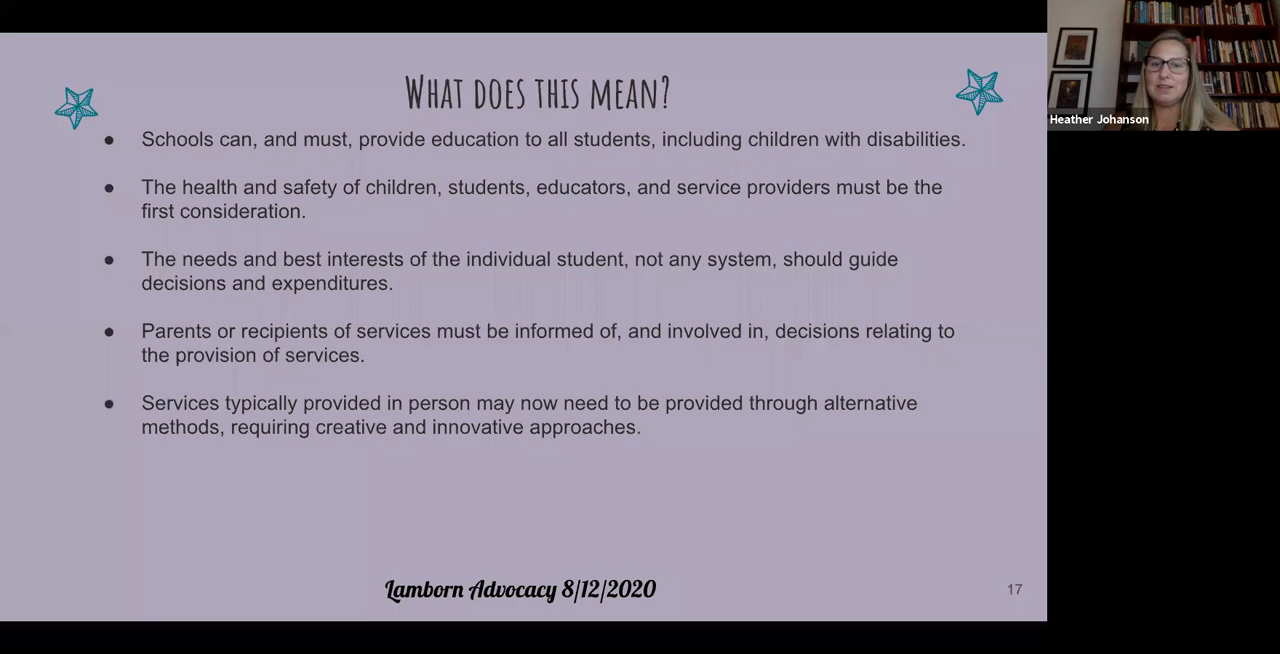 WHAT DOES THIS MEAN?
● Schools can, and must, provide education to all students, including children with disabilities.
● The health and safety of children, students, educators, and service providers must be the
first consideration.
● The needs and best interests of the individual student, not any system, should guide
decisions and expenditures.
● Parents or recipients of services must be informed of, and involved in, decisions relating to
the provision of services.
● Services typically provided in person may now need to be provided through alternative
methods, requiring creative and innovative approaches.
Lamborn Advocacy 8/12/2020
17
Heather Johanson